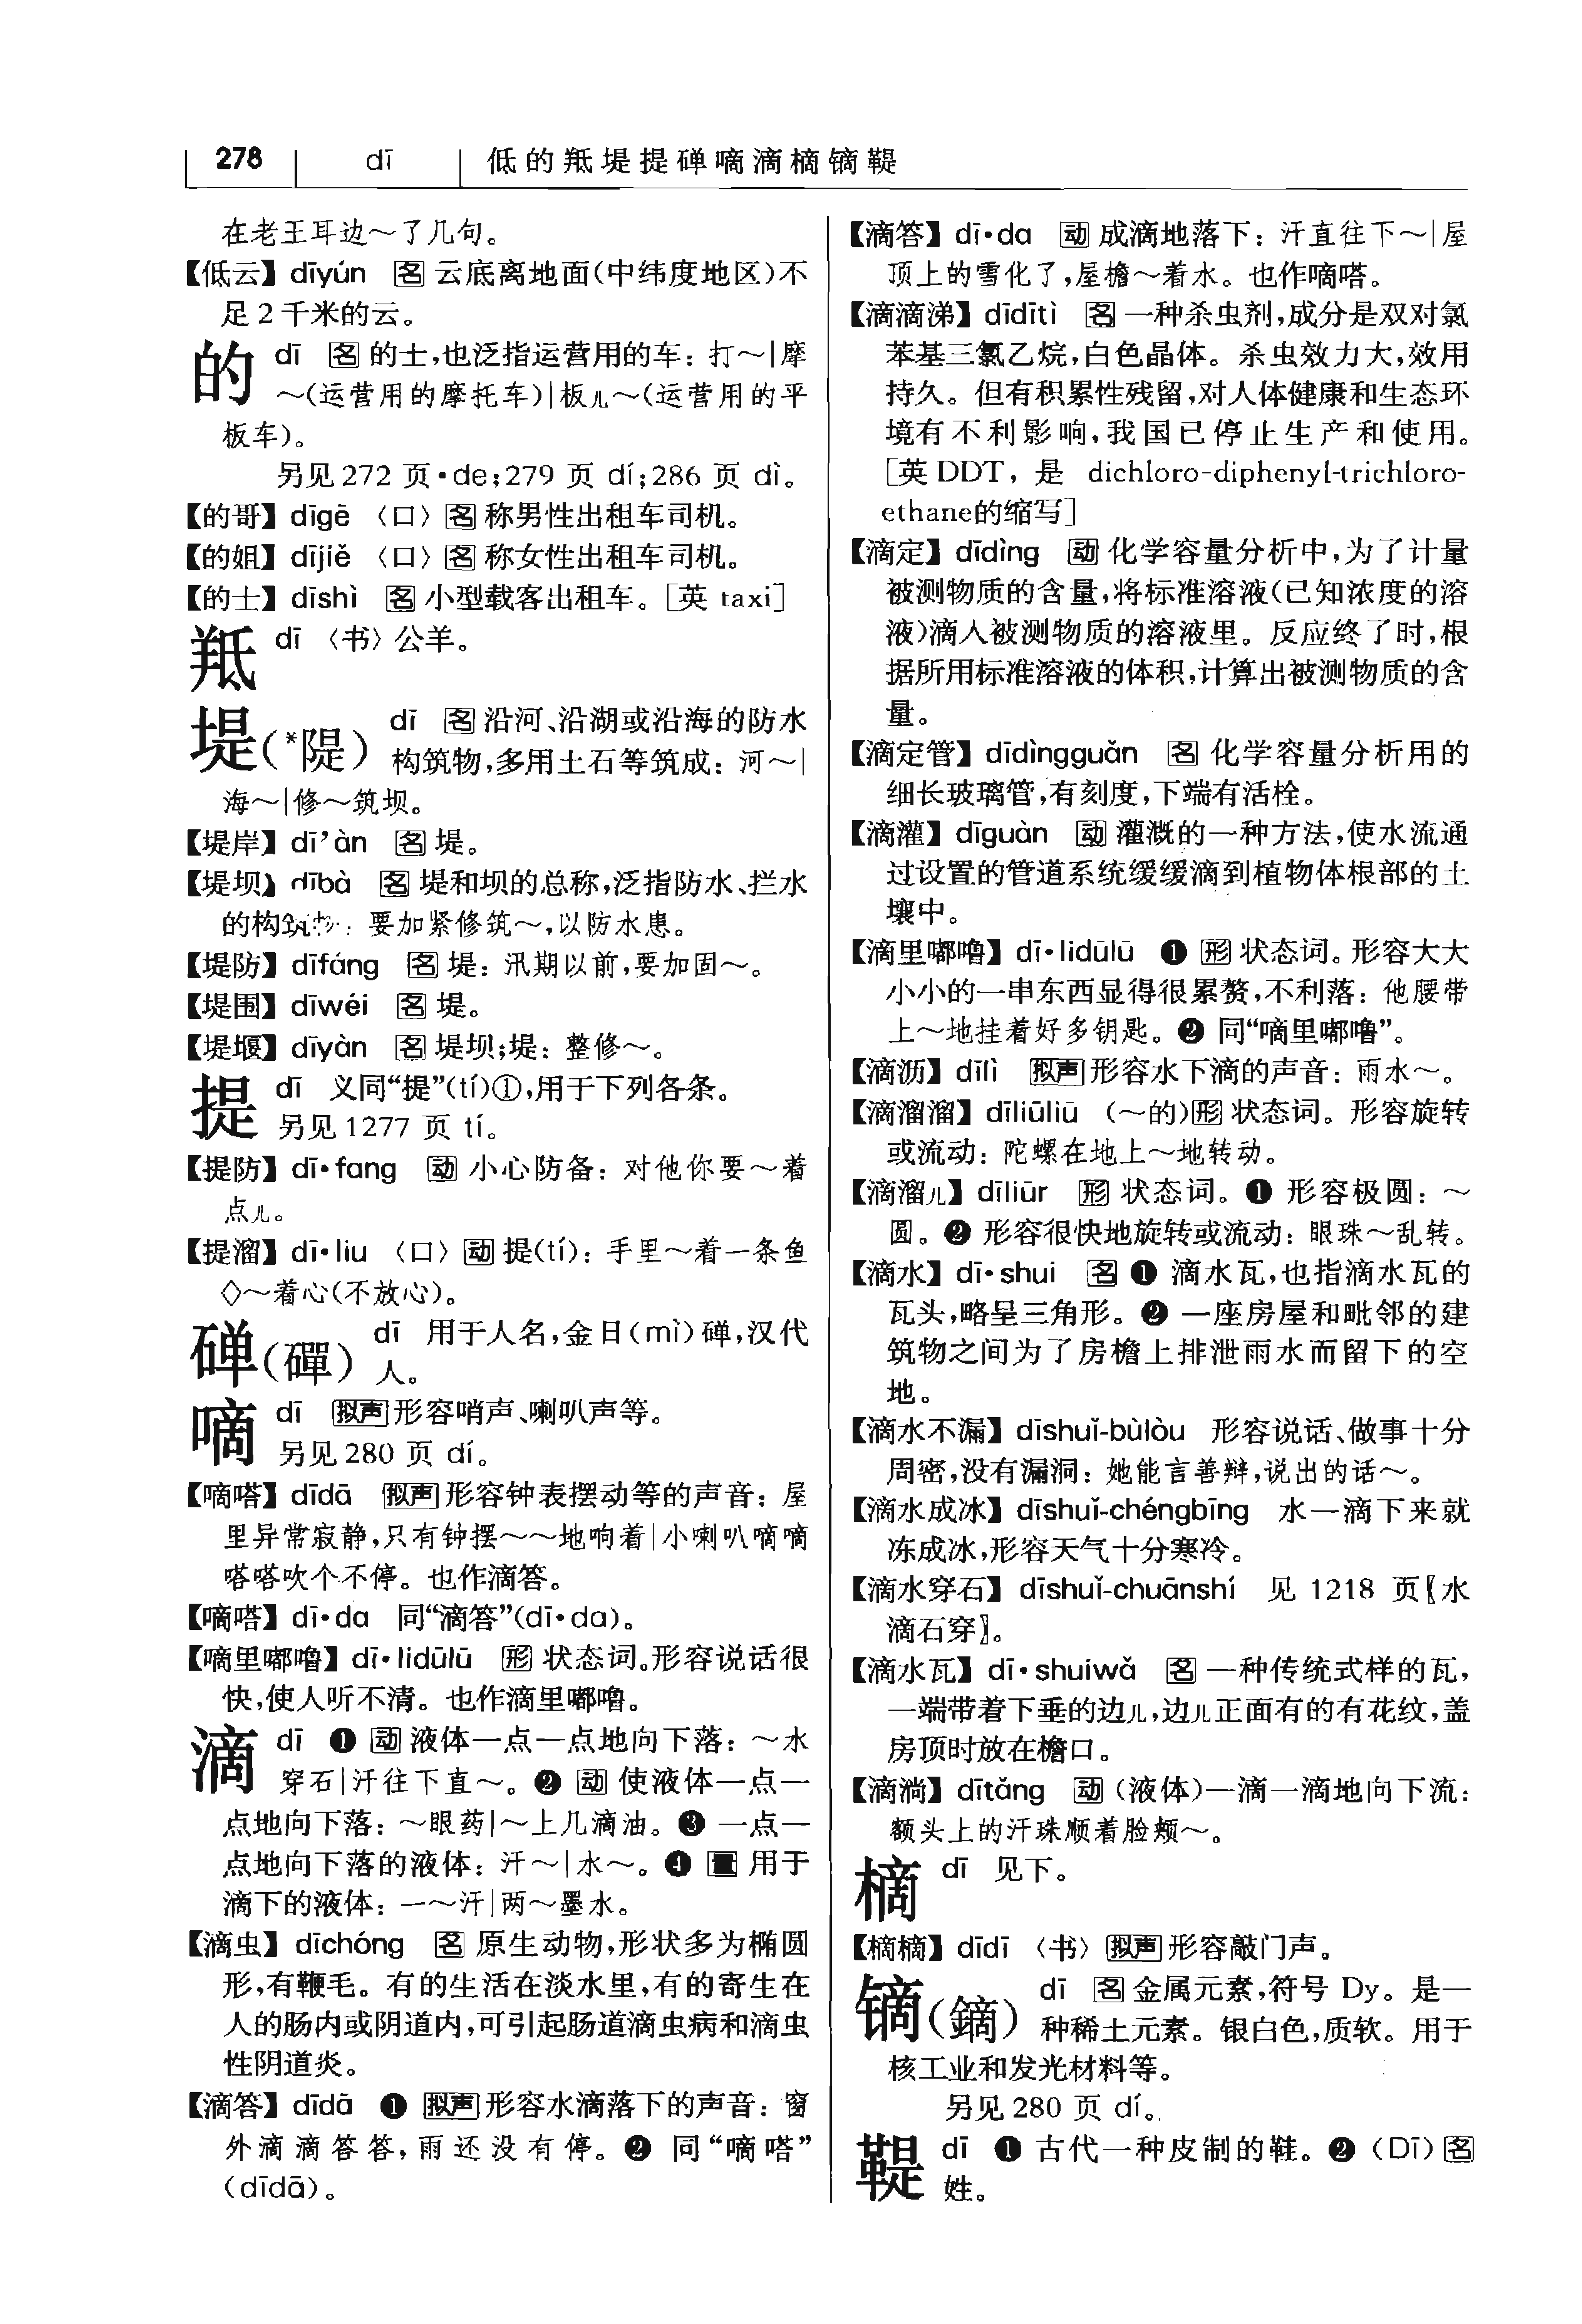 278 dī 低的羝堤提䃅嘀滴樀镝鞮
在老王耳边～了几句。
【低云】dīyún 名 云底离地面(中纬度地区)不
足2千米的云。
的 dī 名 的士,也泛指运营用的车：打～|摩
～(运营用的摩托车)|板儿～(运营用的平
板车)。
另见272 页·de;279 页 dí;286 页 dì。
【的哥】dīgē 〈口〉名 称男性出租车司机。
【的姐】dījiě 〈口〉名 称女性出租车司机。
【的士】dīshì 名 小型载客出租车。[英 taxi]
羝 dī 〈书〉公羊。
堤(*隄) dī 名 沿河、沿湖或沿海的防水
构筑物,多用土石等筑成：河～|
海～|修～筑坝。
【堤岸】dī’àn 名 堤。
【堤坝】dībà 名 堤和坝的总称,泛指防水、拦水
的构筑物：要加紧修筑～,以防水患。
【堤防】dīfáng 名 堤：汛期以前,要加固～。
【堤围】dīwéi 名 堤。
【堤堰】dīyàn 名 堤坝;堤：整修～。
提 dī 义同“提”(tí)①,用于下列各条。
另见1277 页 tí。
【提防】dī·fang 动 小心防备：对他你要～着
点儿。
【提溜】dī·liu 〈口〉动 提(tí)：手里～着一条鱼
◇～着心(不放心)。
䃅(磾) dī 用于人名,金日(mì)䃅,汉代
人。
嘀 dī 拟声 形容哨声、喇叭声等。
另见280 页 dí。
【嘀嗒】dīdā 拟声 形容钟表摆动等的声音：屋
里异常寂静,只有钟摆～～地响着|小喇叭嘀嘀
嗒嗒吹个不停。也作滴答。
【嘀嗒】dī·da 同“滴答”(dī·da)。
【嘀里嘟噜】dī·lidūlū 形 状态词。形容说话很
快,使人听不清。也作滴里嘟噜。
滴 dī ❶ 动 液体一点一点地向下落：～水
穿石|汗往下直～。❷ 动 使液体一点一
点地向下落：～眼药|～上几滴油。❸ 一点一
点地向下落的液体：汗～|水～。❹ 量 用于
滴下的液体：一～汗|两～墨水。
【滴虫】dīchóng 名 原生动物,形状多为椭圆
形,有鞭毛。有的生活在淡水里,有的寄生在
人的肠内或阴道内,可引起肠道滴虫病和滴虫
性阴道炎。
【滴答】dīdā ❶ 拟声 形容水滴落下的声音：窗
外滴滴答答,雨还没有停。❷ 同“嘀嗒”
(dīdā)。
【滴答】dī·da 动 成滴地落下：汗直往下～|屋
顶上的雪化了,屋檐～着水。也作嘀嗒。
【滴滴涕】dīdītì 名 一种杀虫剂,成分是双对氯
苯基三氯乙烷,白色晶体。杀虫效力大,效用
持久。但有积累性残留,对人体健康和生态环
境有不利影响,我国已停止生产和使用。
[英 DDT, 是 dichloro-diphenyl-trichloro-
ethane的缩写]
【滴定】dīdìng 动 化学容量分析中,为了计量
被测物质的含量,将标准溶液(已知浓度的溶
液)滴入被测物质的溶液里。反应终了时,根
据所用标准溶液的体积,计算出被测物质的含
量。
【滴定管】dīdìngguǎn 名 化学容量分析用的
细长玻璃管,有刻度,下端有活栓。
【滴灌】dīguàn 动 灌溉的一种方法,使水流通
过设置的管道系统缓缓滴到植物体根部的土
壤中。
【滴里嘟噜】dī·lidūlū ❶ 形 状态词。形容大大
小小的一串东西显得很累赘,不利落：他腰带
上～地挂着好多钥匙。❷ 同“嘀里嘟噜”。
【滴沥】dīlì 拟声 形容水下滴的声音：雨水～。
【滴溜溜】dīliūliū (～的)形 状态词。形容旋转
或流动：陀螺在地上～地转动。
【滴溜儿】dīliūr 形 状态词。❶ 形容极圆：～
圆。❷ 形容很快地旋转或流动：眼珠～乱转。
【滴水】dī·shui 名 ❶ 滴水瓦,也指滴水瓦的
瓦头,略呈三角形。❷ 一座房屋和毗邻的建
筑物之间为了房檐上排泄雨水而留下的空
地。
【滴水不漏】dīshuǐ-bùlòu 形容说话、做事十分
周密,没有漏洞：她能言善辩,说出的话～。
【滴水成冰】dīshuǐ-chéngbīng 水一滴下来就
冻成冰,形容天气十分寒冷。
【滴水穿石】dīshuǐ-chuānshí 见 1218 页〖水
滴石穿〗。
【滴水瓦】dī·shuiwǎ 名 一种传统式样的瓦,
一端带着下垂的边儿,边儿正面有的有花纹,盖
房顶时放在檐口。
【滴淌】dītǎng 动 (液体)一滴一滴地向下流：
额头上的汗珠顺着脸颊～。
樀 dī 见下。
【樀樀】dīdī 〈书〉拟声 形容敲门声。
镝(鏑) dī 名 金属元素,符号 Dy。是一
种稀土元素。银白色,质软。用于
核工业和发光材料等。
另见280 页 dí。
鞮 dī ❶ 古代一种皮制的鞋。❷ (Dī)名
姓。